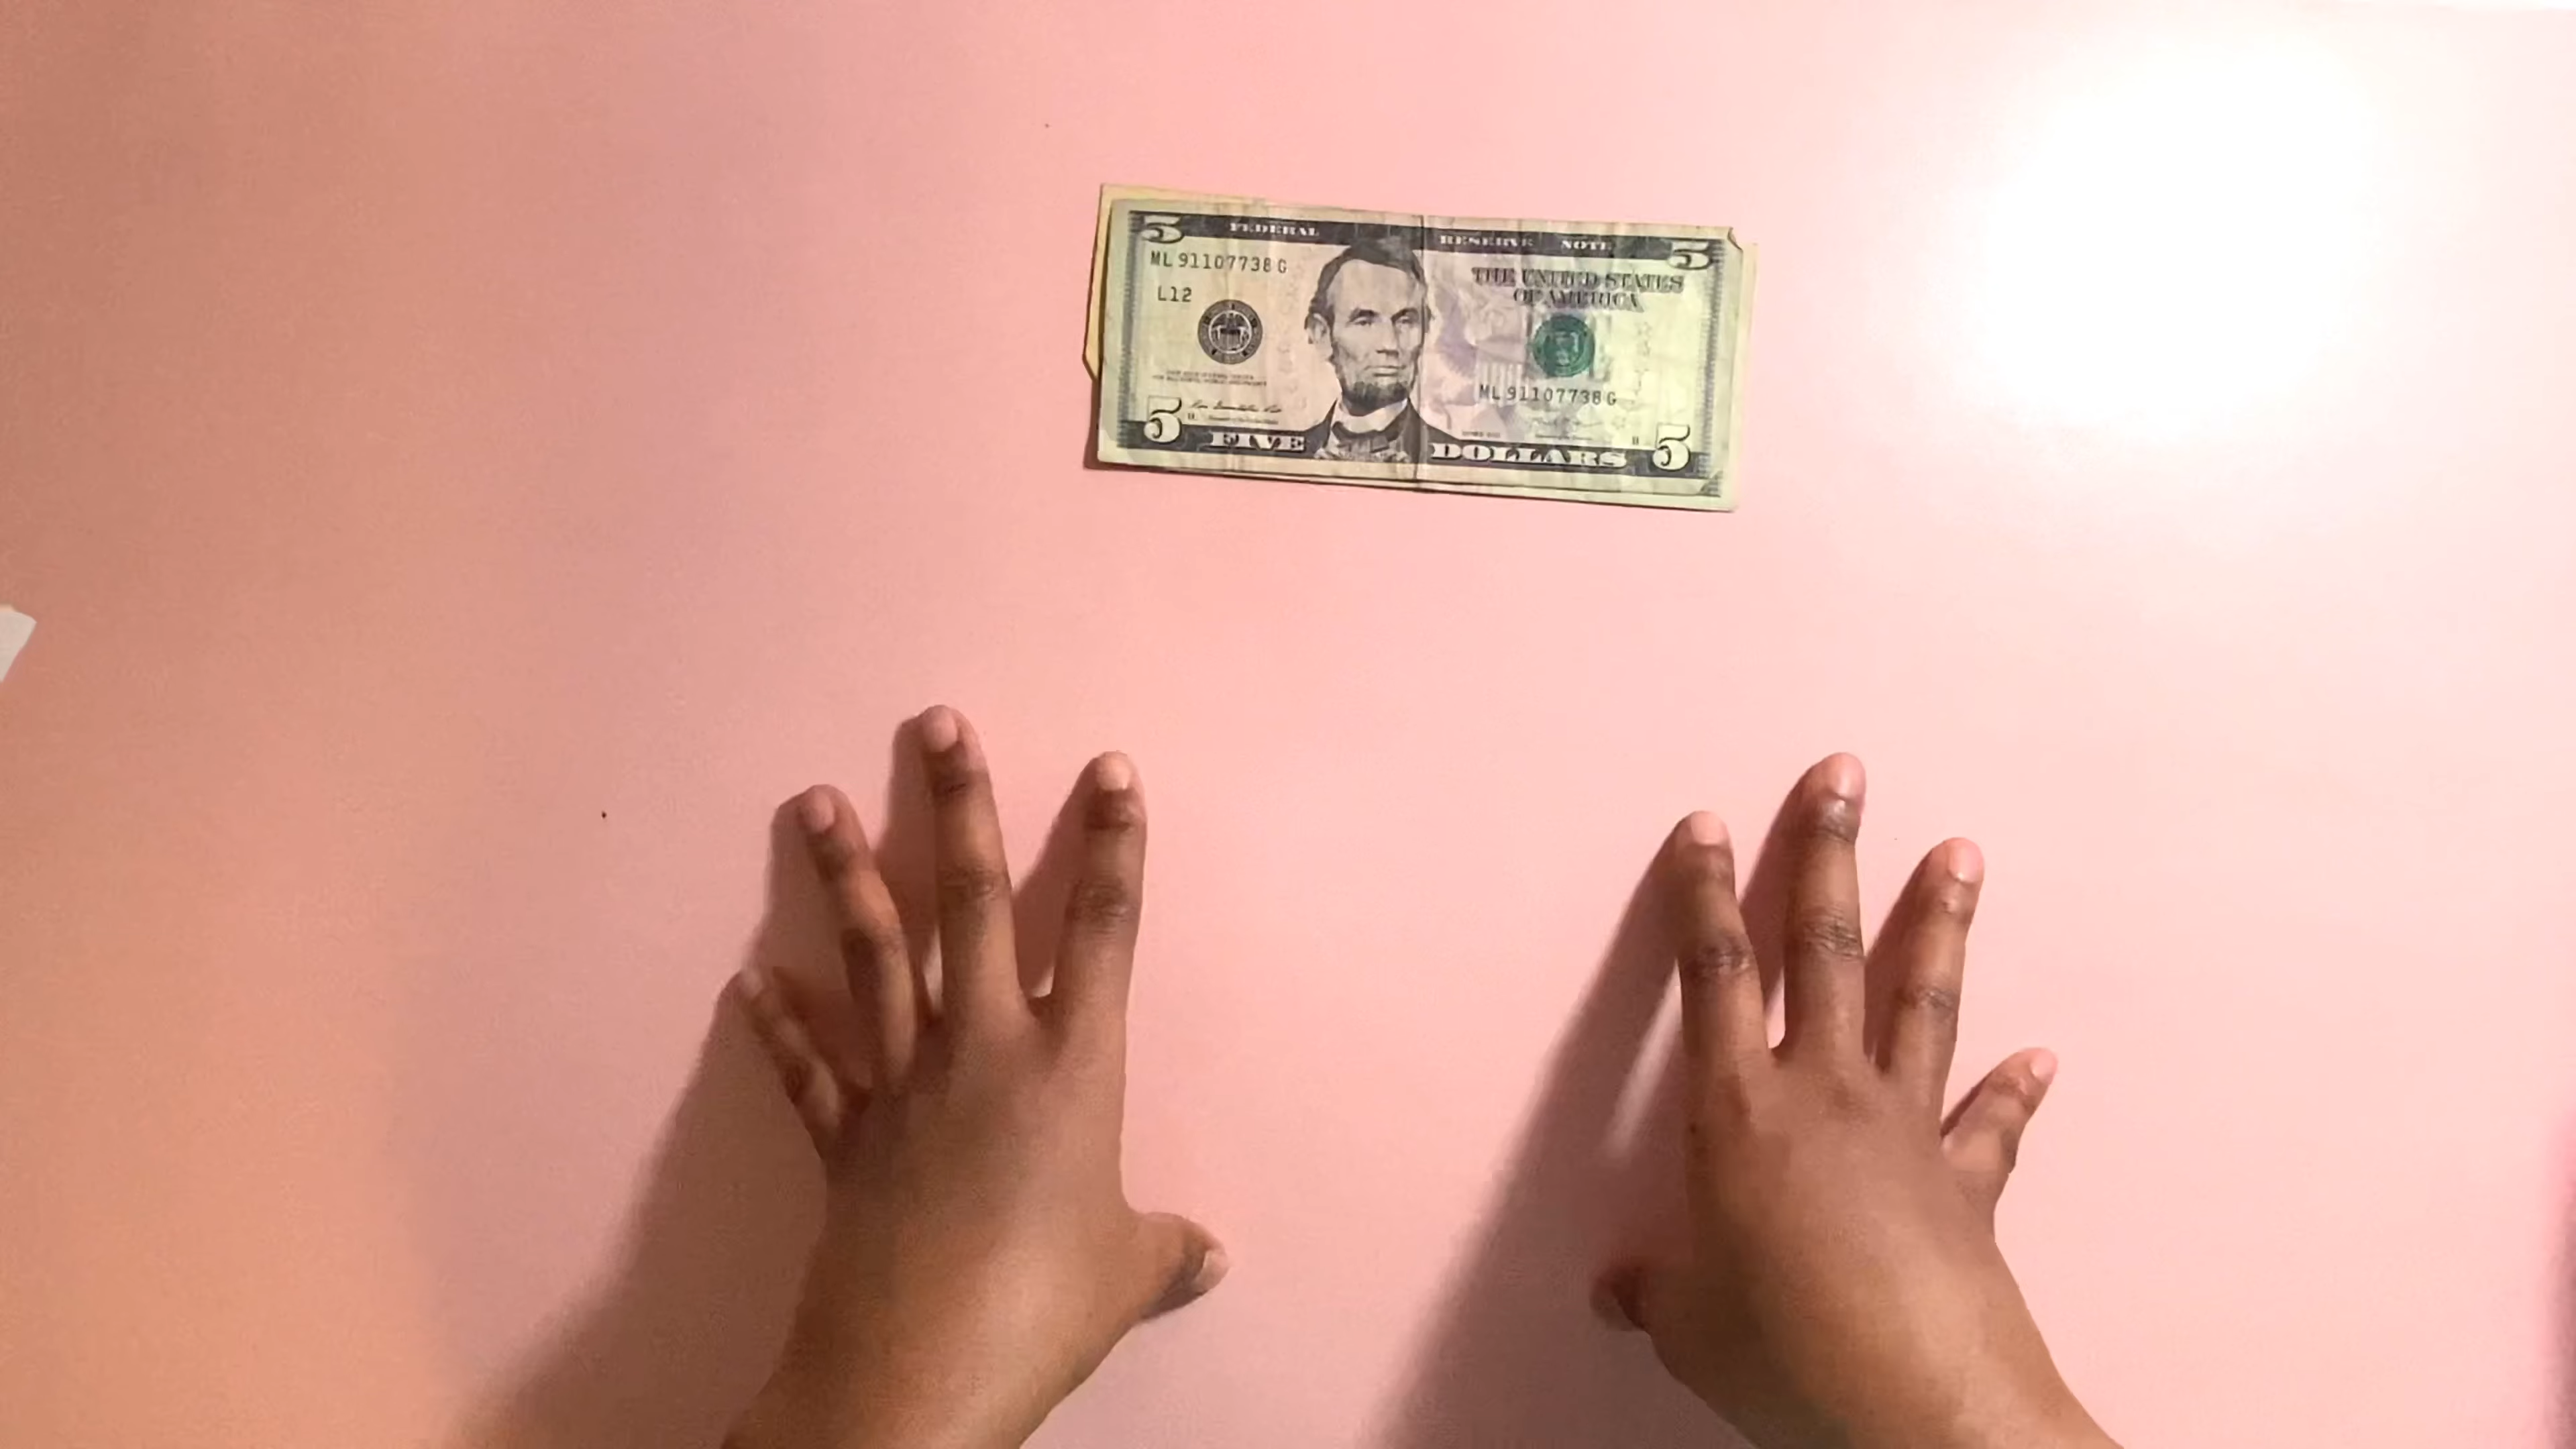 5 FEDERAL RESERVE NOTE 5
ML 91107738 G
THE UNITED STATES
OF AMERICA
L12
ML 91107738 G
5 FIVE DOLLARS 5